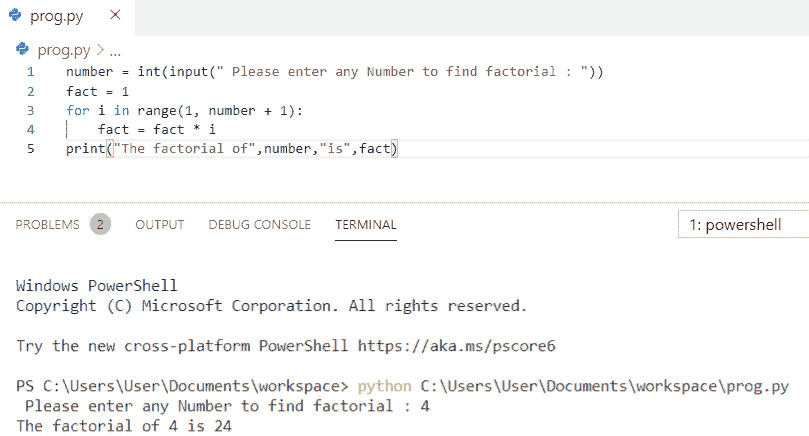 prog.py ×
prog.py > ...
1 number = int(input(" Please enter any Number to find factorial : "))
2 fact = 1
3 for i in range(1, number + 1):
4     fact = fact * i
5 print("The factorial of",number,"is",fact)
PROBLEMS 2 OUTPUT DEBUG CONSOLE TERMINAL 1: powershell
Windows PowerShell
Copyright (C) Microsoft Corporation. All rights reserved.
Try the new cross-platform PowerShell https://aka.ms/pscore6
PS C:\Users\User\Documents\workspace> python C:\Users\User\Documents\workspace\prog.py
 Please enter any Number to find factorial : 4
The factorial of 4 is 24